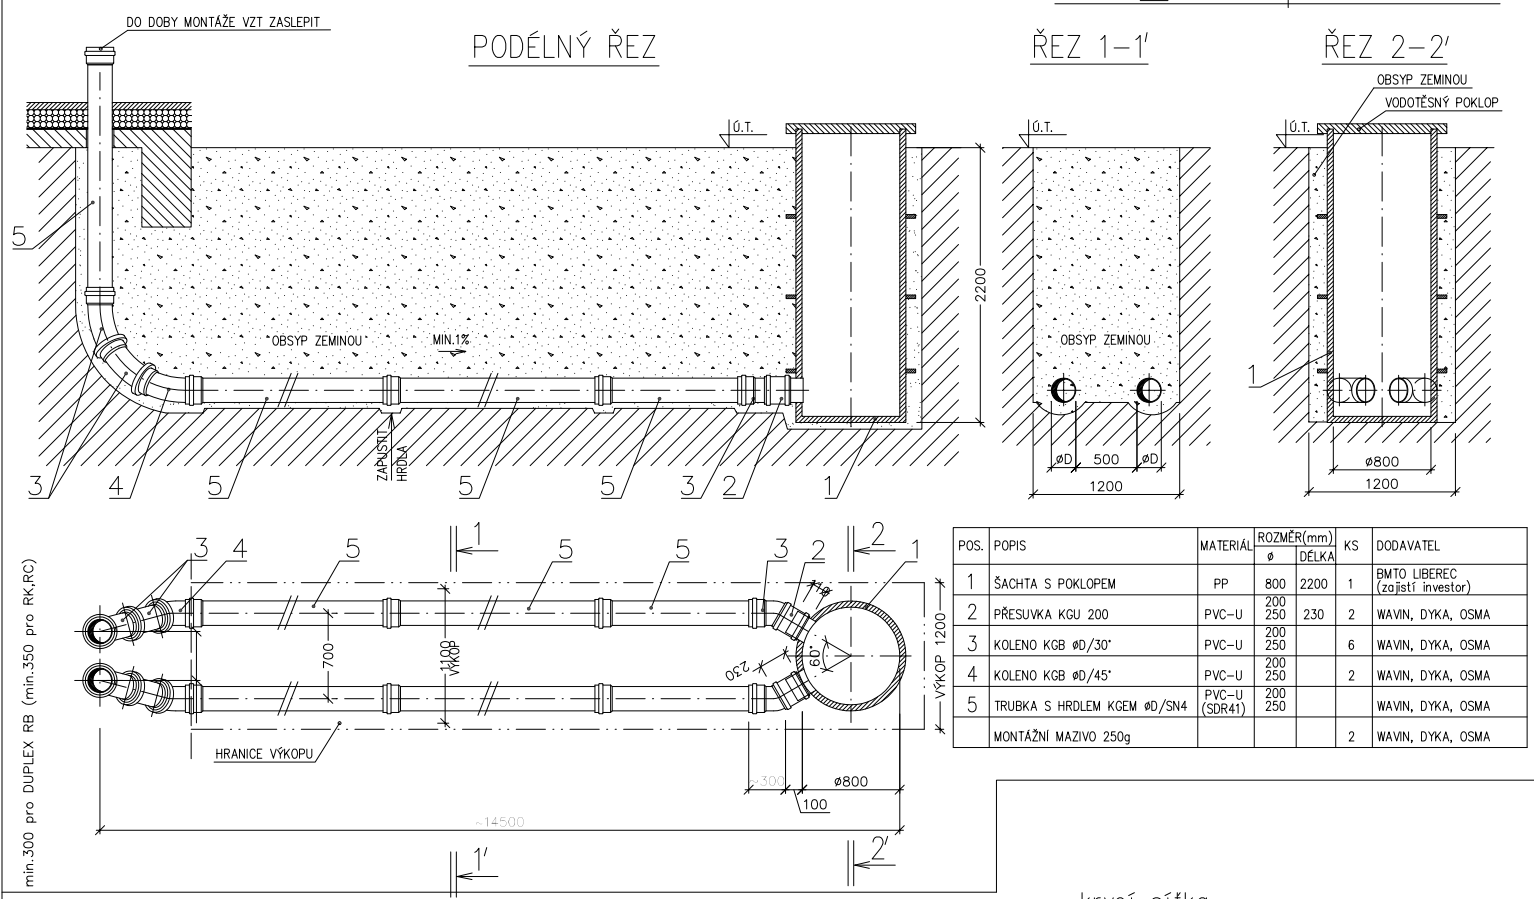 DO DOBY MONTÁŽE VZT ZASLEPIT
PODÉLNÝ ŘEZ
ŘEZ 1-1'
ŘEZ 2-2'
OBSYP ZEMINOU
VODOTĚSNÝ POKLOP
Ú.T.
Ú.T.
Ú.T.
5
2200
OBSYP ZEMINOU
MIN.1%
OBSYP ZEMINOU
1
ZAPUSTIT
HRDLA
3
4
5
5
5
3
2
1
øD
500
øD
1200
ø800
1200
min.300 pro DUPLEX RB (min.350 pro RK,RC)
3
4
5
1
5
5
3
2
2
1
110
700
1100
VÝKOP
230
60°
VÝKOP 1200
HRANICE VÝKOPU
~300
ø800
100
~14500
1'
2'
POS. POPIS MATERIÁL ROZMĚR(mm) KS DODAVATEL
ø DÉLKA
1 ŠACHTA S POKLOPEM PP 800 2200 1 BMTO LIBEREC
(zajistí investor)
2 PŘESUVKA KGU 200 PVC-U 200 250 230 2 WAVIN, DYKA, OSMA
3 KOLENO KGB øD/30° PVC-U 200 250 6 WAVIN, DYKA, OSMA
4 KOLENO KGB øD/45° PVC-U 200 250 2 WAVIN, DYKA, OSMA
5 TRUBKA S HRDLEM KGEM øD/SN4 PVC-U (SDR41) 200 250 WAVIN, DYKA, OSMA
MONTÁŽNÍ MAZIVO 250g 2 WAVIN, DYKA, OSMA